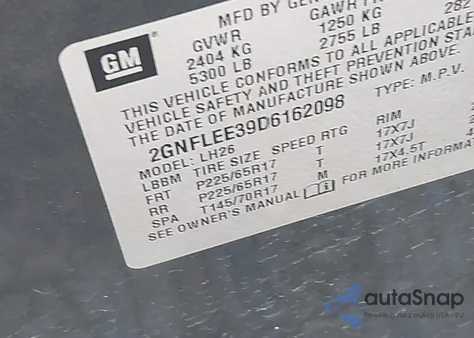 GM
MFD BY GEN
GVWR GAWR
2404 KG 1250 KG 282
5300 LB 2755 LB
THIS VEHICLE CONFORMS TO ALL APPLICABLE
VEHICLE SAFETY AND THEFT PREVENTION STA
THE DATE OF MANUFACTURE SHOWN ABOVE.
2GNFLEE39D6162098 TYPE: M.P.V.
MODEL: LH26
LBBM TIRE SIZE SPEED RTG RIM
FRT P225/65R17 T 17X7J
RR P225/65R17 T 17X7J
SPA T145/70R17 M 17X4.5T
SEE OWNER'S MANUAL FOR MORE INFORMAT
autaSnap